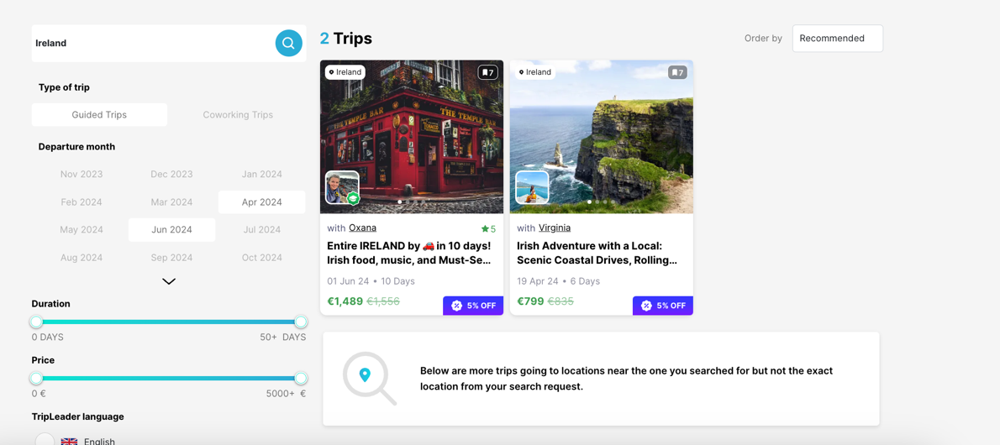 Ireland
Type of trip
Guided Trips
Coworking Trips
Departure month
Nov 2023
Dec 2023
Jan 2024
Feb 2024
Mar 2024
Apr 2024
May 2024
Jun 2024
Jul 2024
Aug 2024
Sep 2024
Oct 2024
Duration
0 DAYS
50+ DAYS
Price
0 €
5000+ €
TripLeader language
English
2 Trips
Order by
Recommended
Ireland
7
THE TEMPLE BAR
THE TEMPLE BAR
with Oxana
5
Entire IRELAND by 🚗 in 10 days!
Irish food, music, and Must-Se...
01 Jun 24 • 10 Days
€1,489 €1,556
5% OFF
Ireland
7
with Virginia
Irish Adventure with a Local:
Scenic Coastal Drives, Rolling...
19 Apr 24 • 6 Days
€799 €835
5% OFF
Below are more trips going to locations near the one you searched for but not the exact
location from your search request.